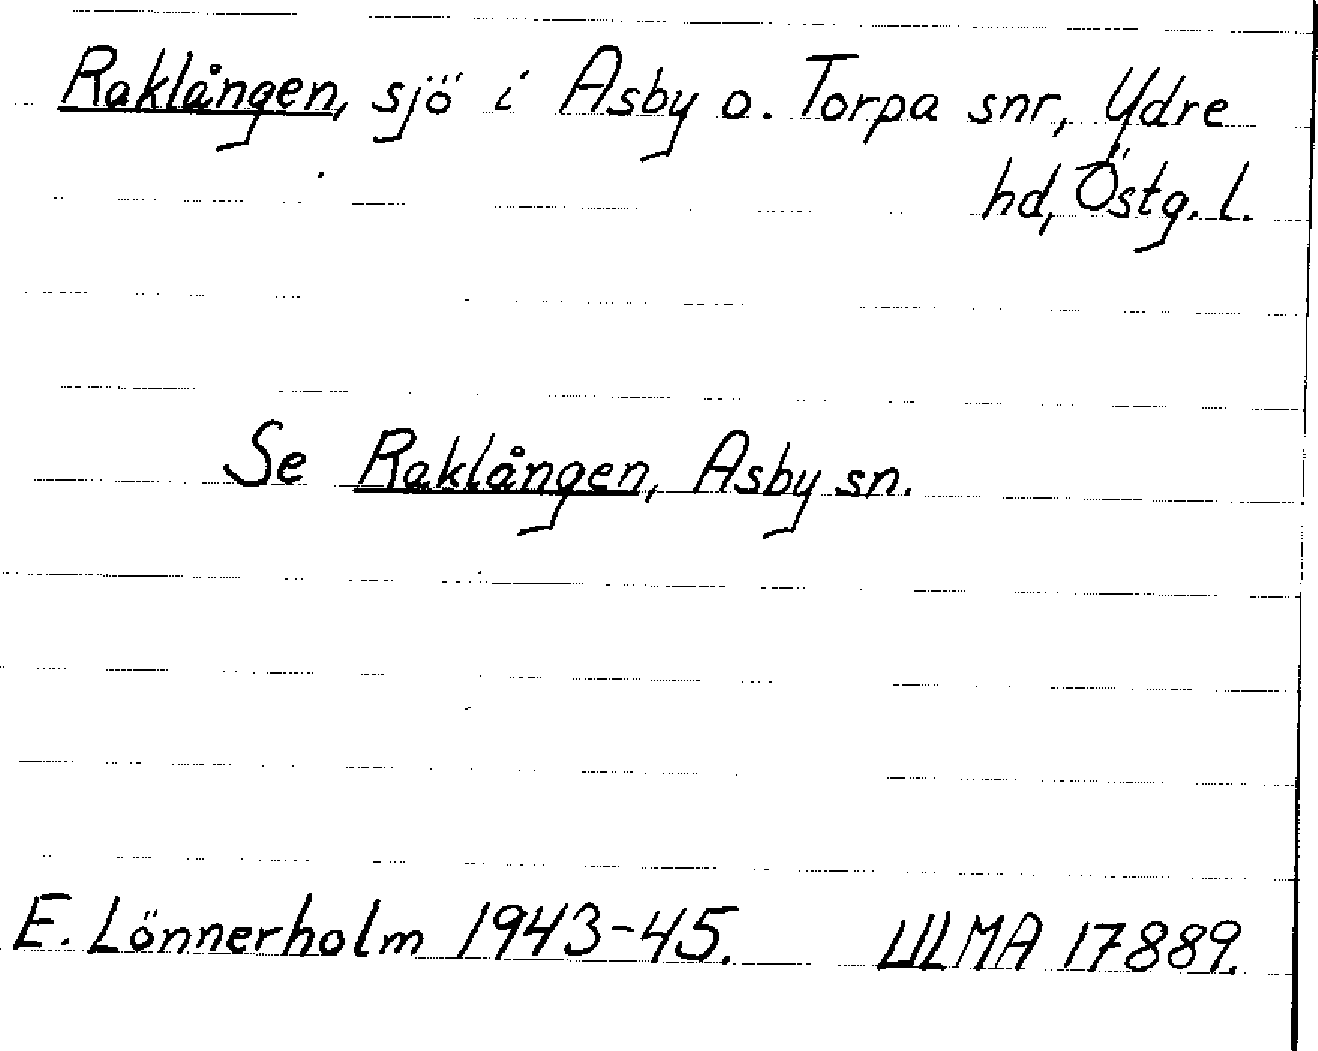 Raklången, sjö i Asby o. Torpa snr, Ydre
hd, Östg. l.
Se Raklången, Asby sn.
E. Lönnerholm 1943-45. ULMA 17889.